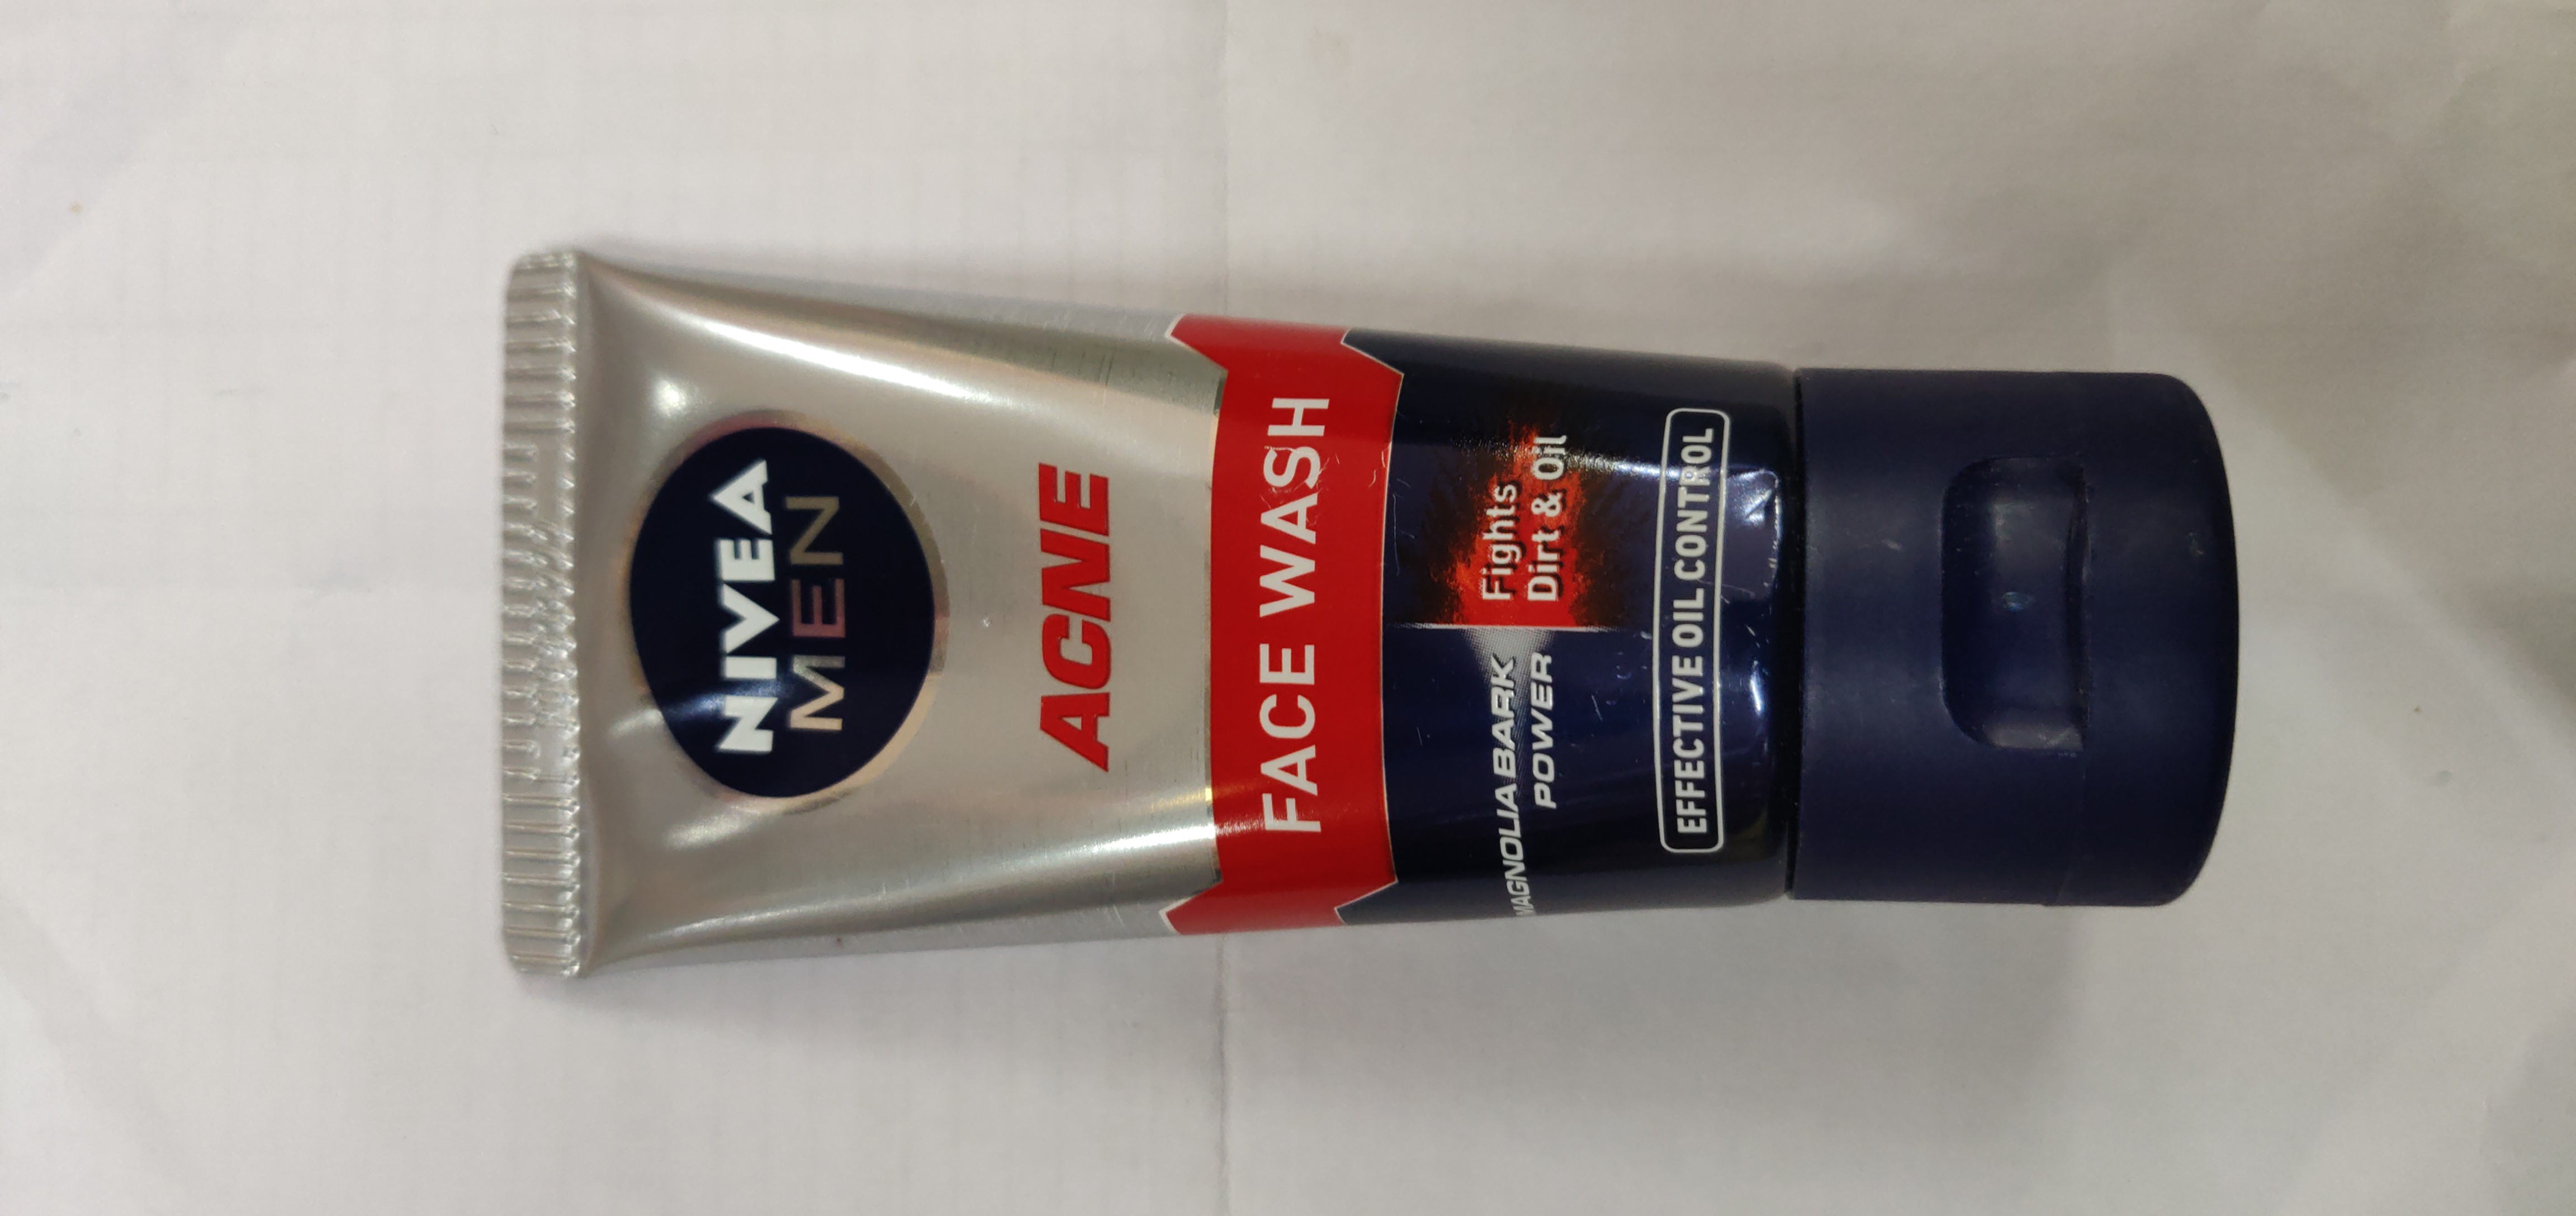 NIVEA
MEN
ACNE
FACE WASH
MAGNOLIA BARK
POWER
Fights
Dirt & Oil
EFFECTIVE OIL CONTROL